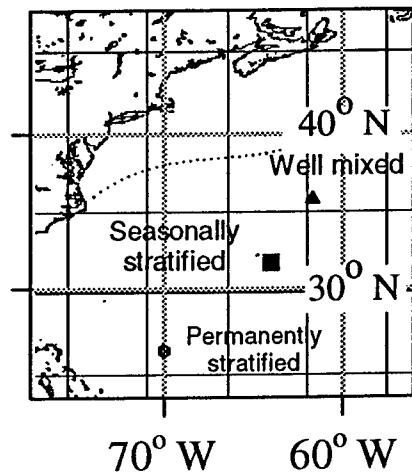 40° N
Well mixed
Seasonally
stratified
30° N
Permanently
stratified
70° W 60° W